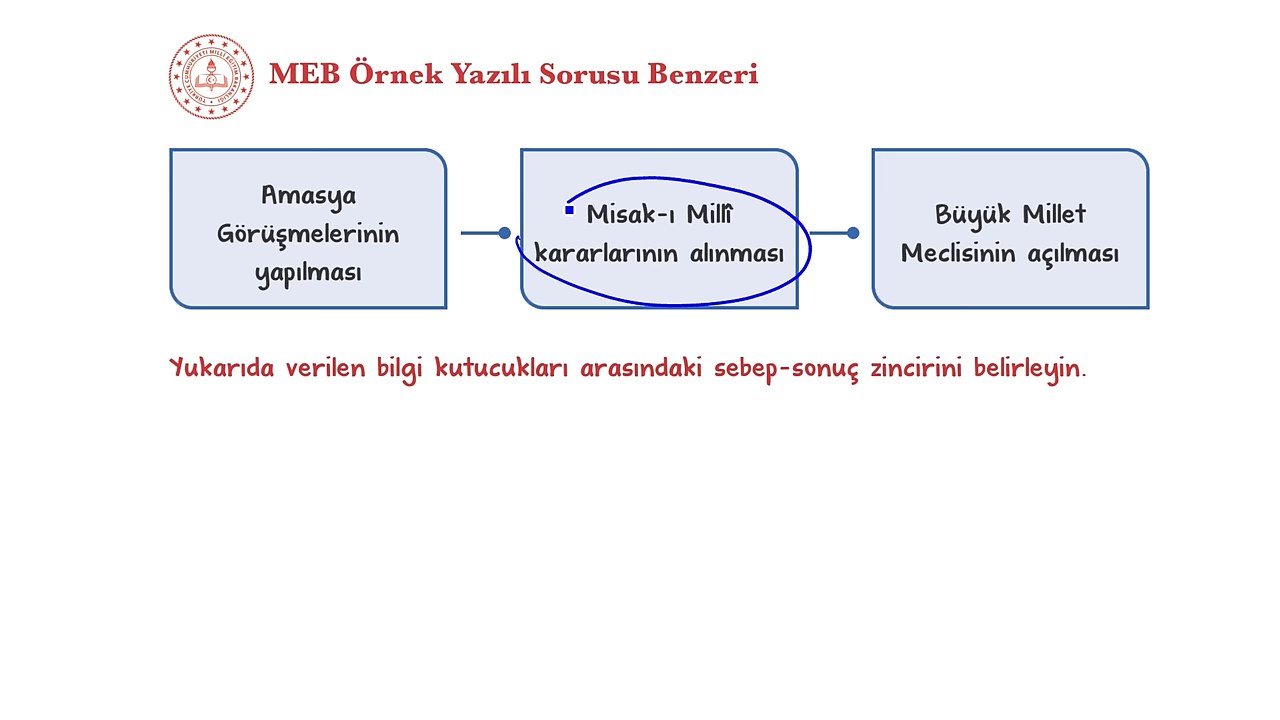 MEB Örnek Yazılı Sorusu Benzeri
Amasya
Görüşmelerinin
yapılması
Misak-ı Millî
kararlarının alınması
Büyük Millet
Meclisinin açılması
Yukarıda verilen bilgi kutucukları arasındaki sebep-sonuç zincirini belirleyin.